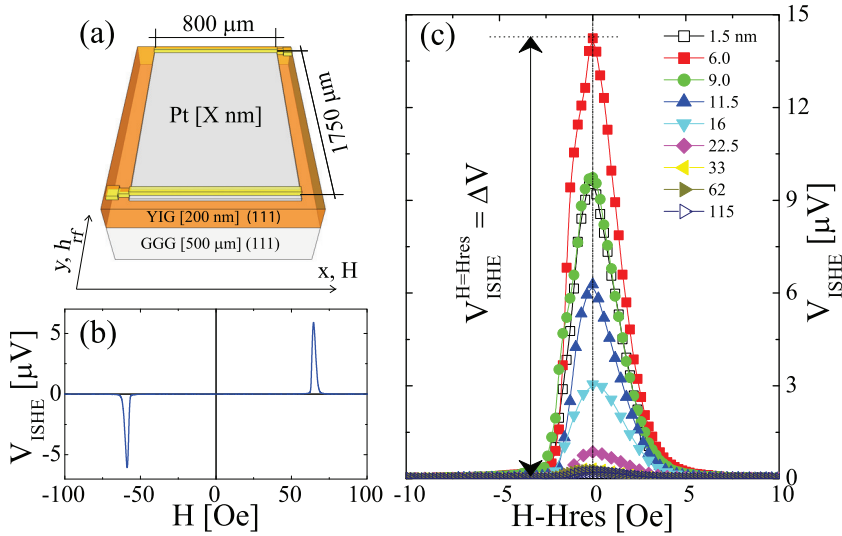 (a)
800 μm
1750 μm
Pt [X nm]
YIG [200 nm] (111)
GGG [500 μm] (111)
y, h_rf
x, H
(b)
V_ISHE [μV]
5
0
-5
-100 -50 0 50 100
H [Oe]
(c)
V_ISHE^H=Hres = ΔV
1.5 nm
6.0
9.0
11.5
16
22.5
33
62
115
15
12
9
6
3
0
V_ISHE [μV]
-10 -5 0 5 10
H-Hres [Oe]